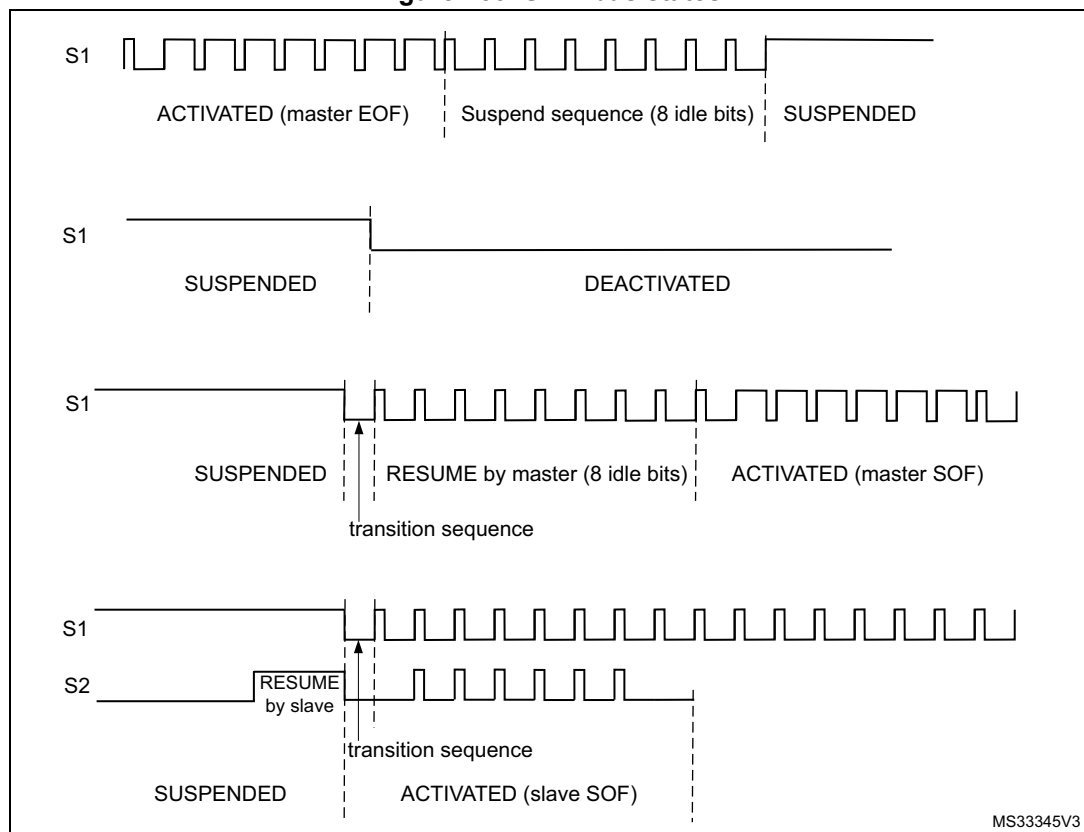 S1
ACTIVATED (master EOF) Suspend sequence (8 idle bits) SUSPENDED
S1
SUSPENDED DEACTIVATED
S1
SUSPENDED RESUME by master (8 idle bits) ACTIVATED (master SOF)
transition sequence
S1
S2
RESUME
by slave
transition sequence
SUSPENDED ACTIVATED (slave SOF)
MS33345V3